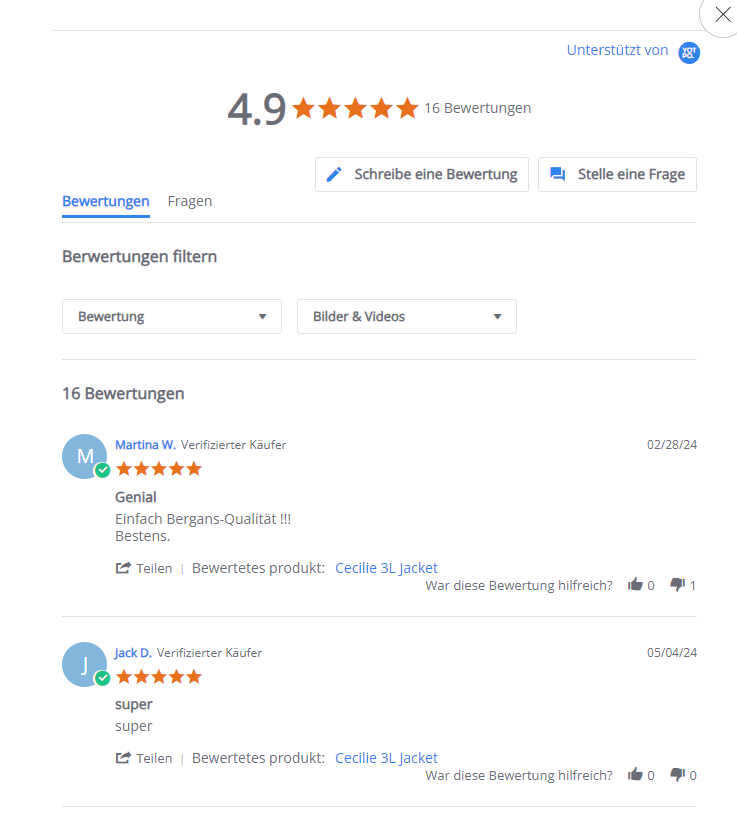 Unterstützt von YOTPO.
4.9 16 Bewertungen
Schreibe eine Bewertung Stelle eine Frage
Bewertungen Fragen
Berwertungen filtern
Bewertung Bilder & Videos
16 Bewertungen
M Martina W. Verifizierter Käufer 02/28/24
Genial
Einfach Bergans-Qualität !!!
Bestens.
Teilen | Bewertetes produkt: Cecilie 3L Jacket
War diese Bewertung hilfreich? 0 1
J Jack D. Verifizierter Käufer 05/04/24
super
super
Teilen | Bewertetes produkt: Cecilie 3L Jacket
War diese Bewertung hilfreich? 0 0